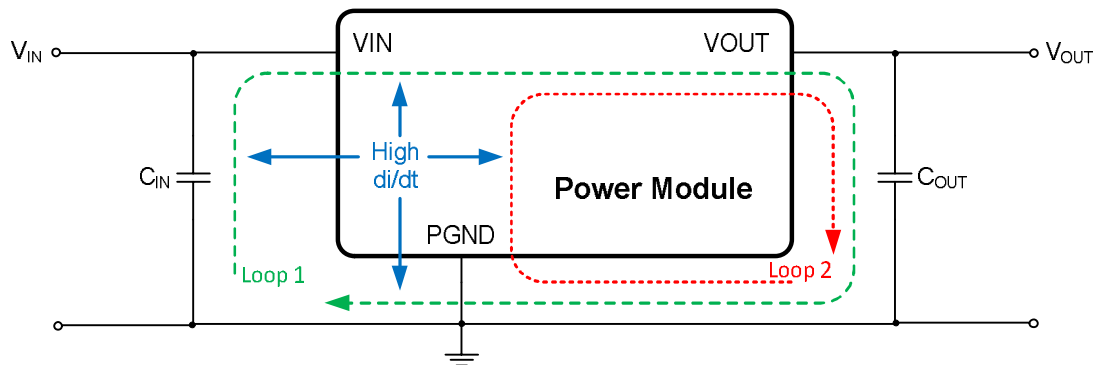 VIN
VIN
VOUT
VOUT
High
di/dt
CIN
Power Module
COUT
PGND
Loop 1
Loop 2